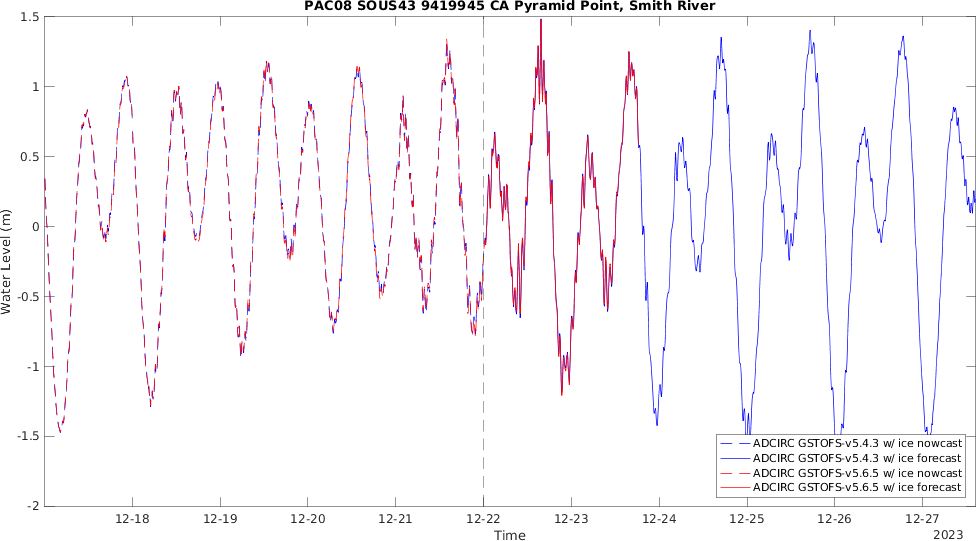 PAC08 SOUS43 9419945 CA Pyramid Point, Smith River
1.5
1
0.5
0
-0.5
-1
-1.5
-2
Water Level (m)
ADCIRC GSTOFS-v5.4.3 w/ ice nowcast
ADCIRC GSTOFS-v5.4.3 w/ ice forecast
ADCIRC GSTOFS-v5.6.5 w/ ice nowcast
ADCIRC GSTOFS-v5.6.5 w/ ice forecast
12-18 12-19 12-20 12-21 12-22 12-23 12-24 12-25 12-26 12-27
Time
2023